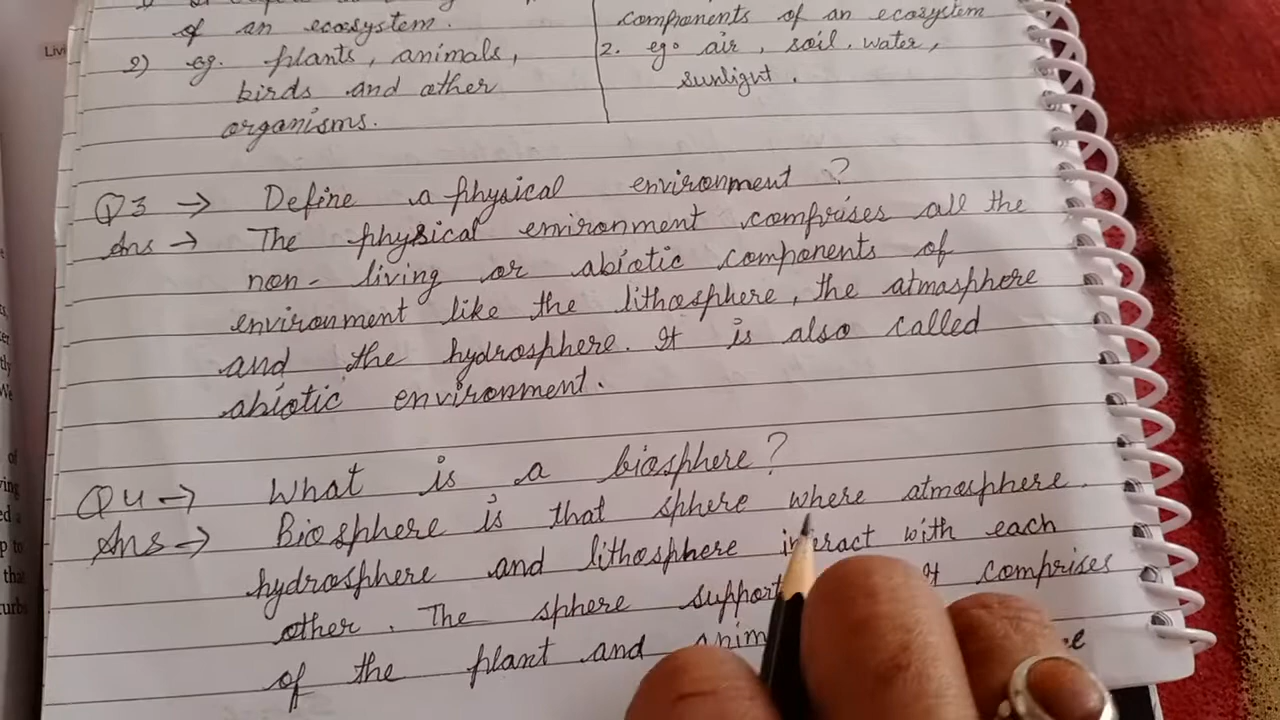 of an ecosystem.
2) eg. plants, animals,
birds and other
organisms.
components of an ecosystem
2. eg. air, soil, water,
sunlight.
Q3 → Define a physical environment?
Ans → The physical environment comprises all the
non-living or abiotic components of
environment like the lithosphere, the atmasphere
and the hydrosphere. It is also called
abiotic environment.
Q4 → What is a biosphere?
Ans → Biosphere is that sphere where atmosphere.
hydrosphere and lithosphere interact with each
other. The sphere support It comprises
of the plant and